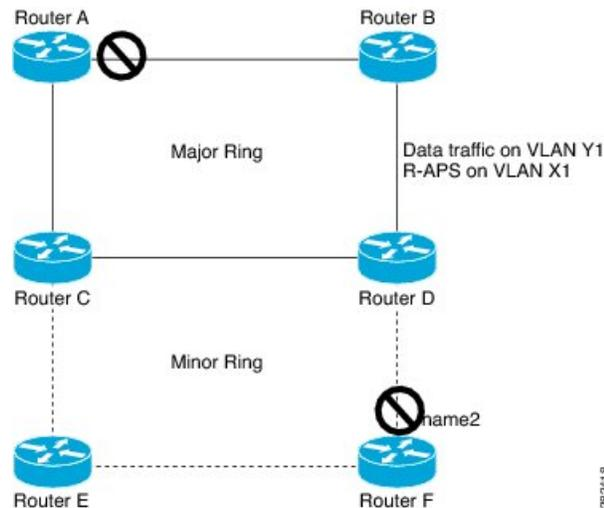 Router A
Router B
Major Ring
Data traffic on VLAN Y1
R-APS on VLAN X1
Router C
Router D
Minor Ring
name2
Router E
Router F